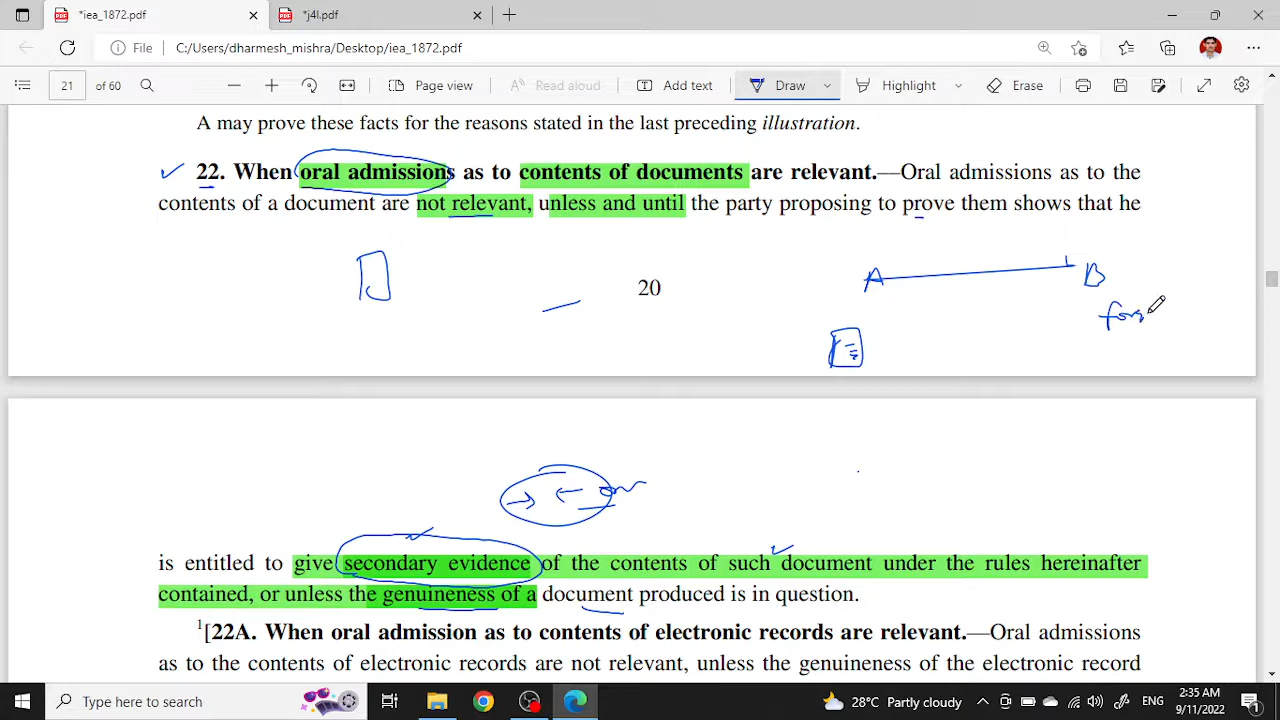 *iea_1872.pdf
*j4l.pdf
File C:/Users/dharmesh_mishra/Desktop/iea_1872.pdf
21 of 60 Page view Read aloud Add text Draw Highlight Erase
A may prove these facts for the reasons stated in the last preceding illustration.
22. When oral admissions as to contents of documents are relevant.––Oral admissions as to the
contents of a document are not relevant, unless and until the party proposing to prove them shows that he
20
A B
is entitled to give secondary evidence of the contents of such document under the rules hereinafter
contained, or unless the genuineness of a document produced is in question.
1[22A. When oral admission as to contents of electronic records are relevant.––Oral admissions
as to the contents of electronic records are not relevant, unless the genuineness of the electronic record
Type here to search 28°C Partly cloudy ENG 2:35 AM
9/11/2022 1